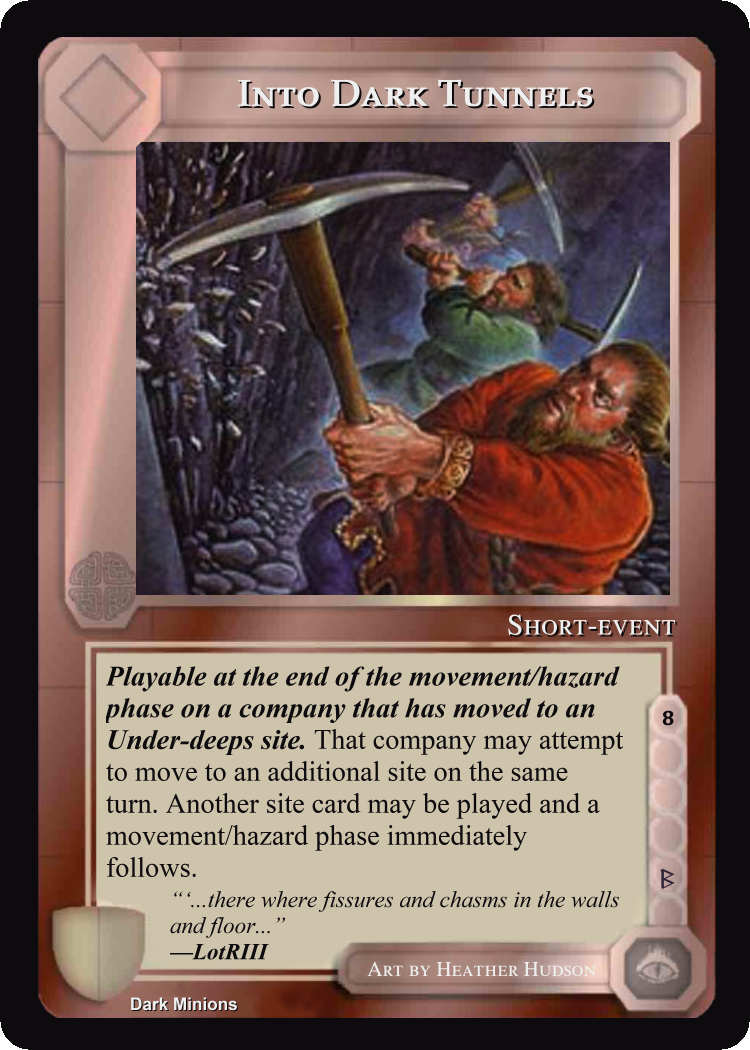 Into Dark Tunnels
Short-event
Playable at the end of the movement/hazard
phase on a company that has moved to an
Under-deeps site. That company may attempt
to move to an additional site on the same
turn. Another site card may be played and a
movement/hazard phase immediately
follows.
8
ᛒ
“‘...there where fissures and chasms in the walls
and floor...”
—LotRIII
Art by Heather Hudson
Dark Minions